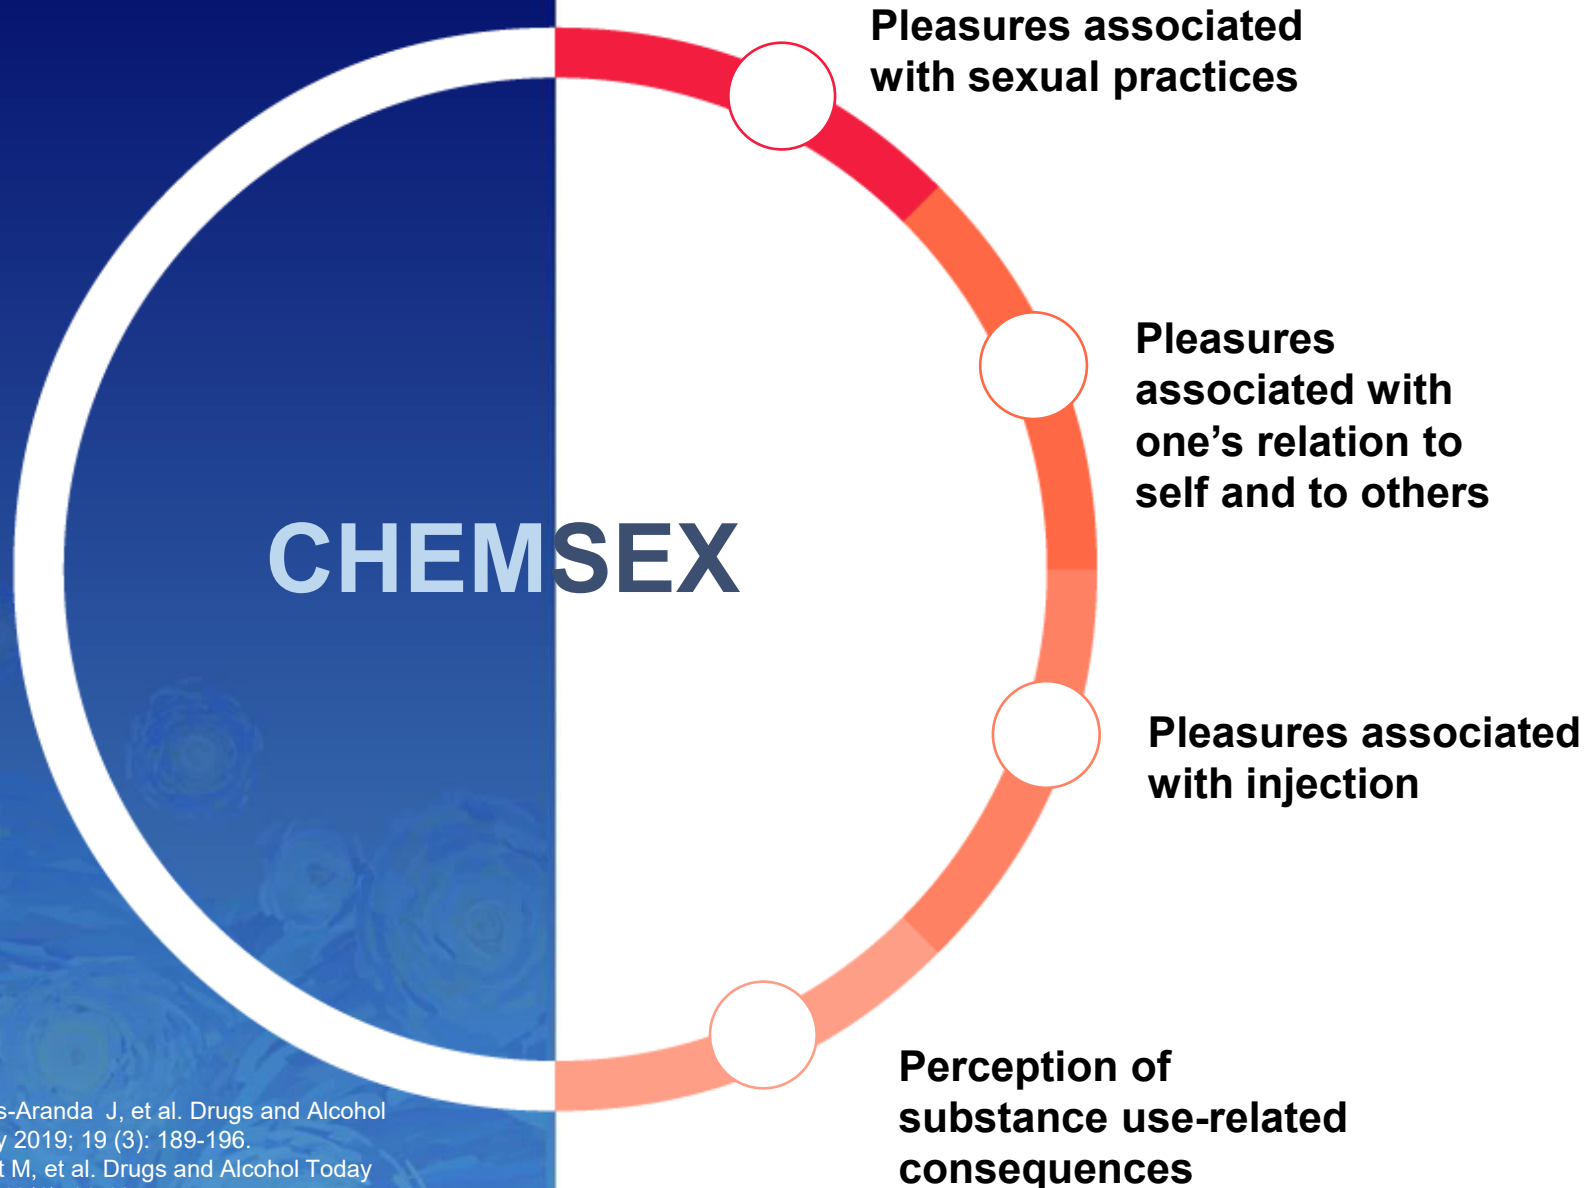 Pleasures associated
with sexual practices
Pleasures
associated with
one's relation to
self and to others
CHEMSEX
Pleasures associated
with injection
Perception of
substance use-related
consequences
s-Aranda J, et al. Drugs and Alcohol
y 2019; 19 (3): 189-196.
t M, et al. Drugs and Alcohol Today